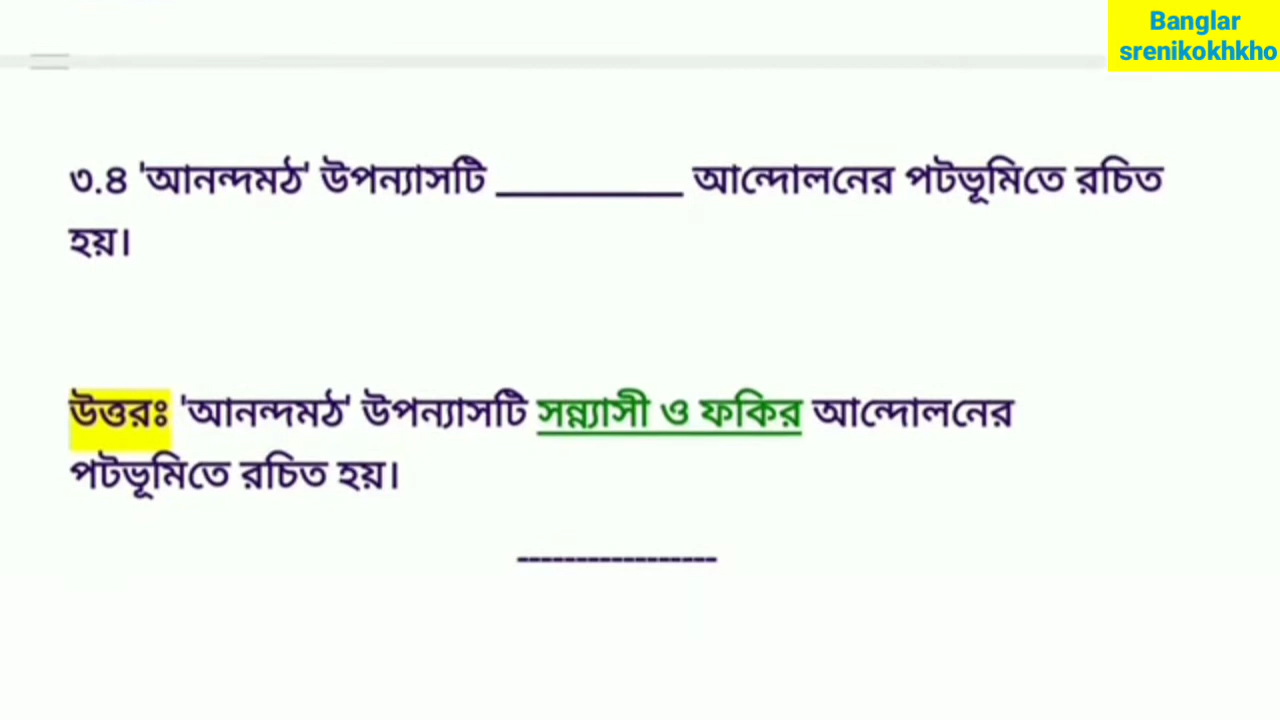 Banglar
srenikokhkho
৩.৪ 'আনন্দমঠ' উপন্যাসটি _________ আন্দোলনের পটভূমিতে রচিত
হয়।
উত্তরঃ 'আনন্দমঠ' উপন্যাসটি সন্ন্যাসী ও ফকির আন্দোলনের
পটভূমিতে রচিত হয়।
-----------------